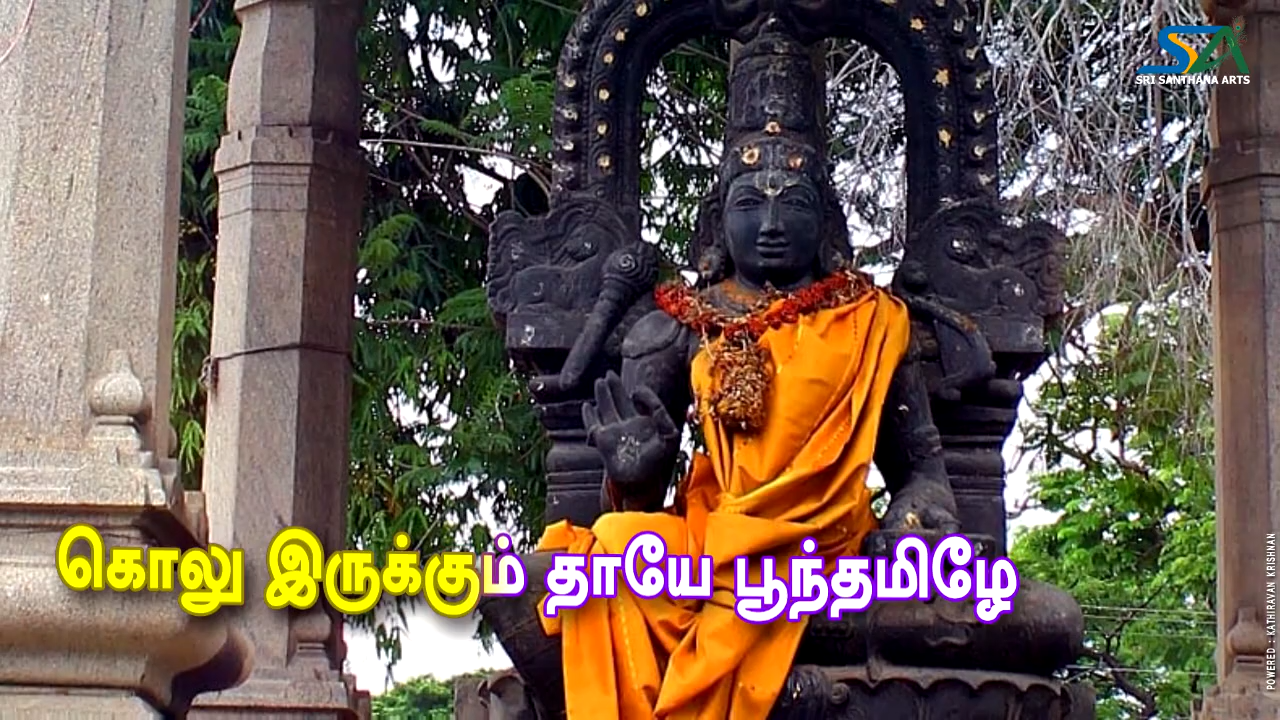 SRI SANTHANA ARTS
கொலு இருக்கும் தாயே பூந்தமிழே
POWERED - KATHIRAVAN KRISHNAN